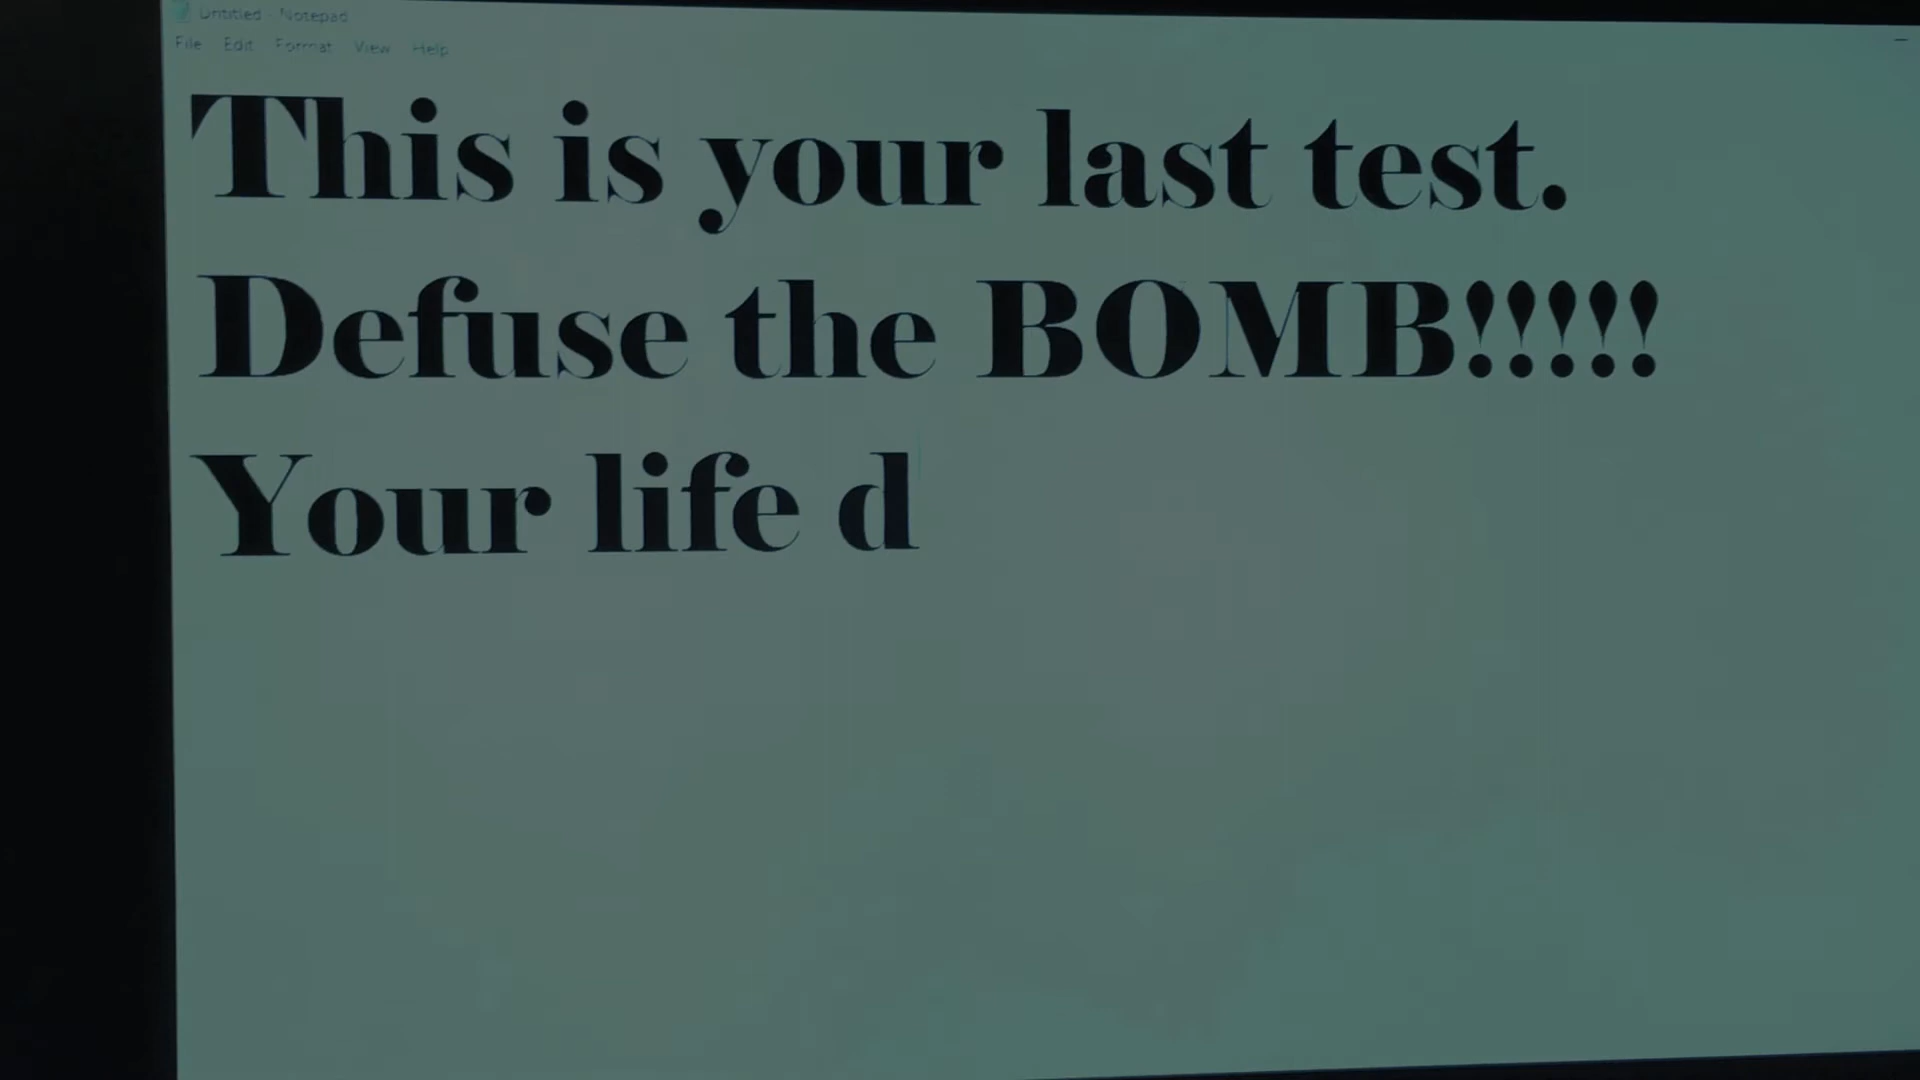 Untitled - Notepad
File Edit Format View Help
This is your last test.
Defuse the BOMB!!!!!
Your life d